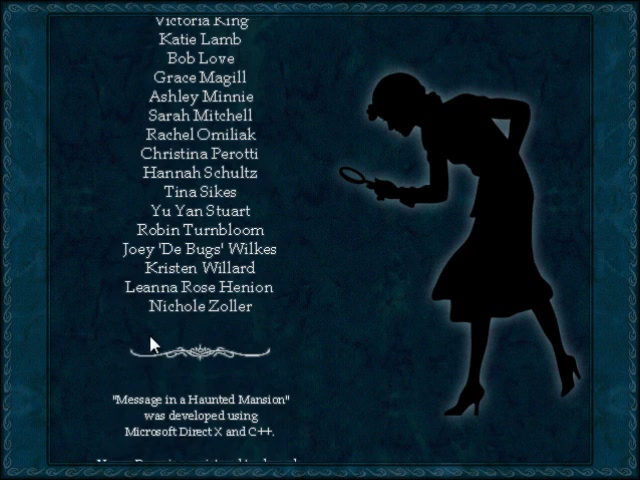 Victoria King
Katie Lamb
Bob Love
Grace Magill
Ashley Minnie
Sarah Mitchell
Rachel Omiliak
Christina Perotti
Hannah Schultz
Tina Sikes
Yu Yan Stuart
Robin Turnbloom
Joey 'De Bugs' Wilkes
Kristen Willard
Leanna Rose Henion
Nichole Zoller
"Message in a Haunted Mansion"
was developed using
Microsoft Direct X and C++.